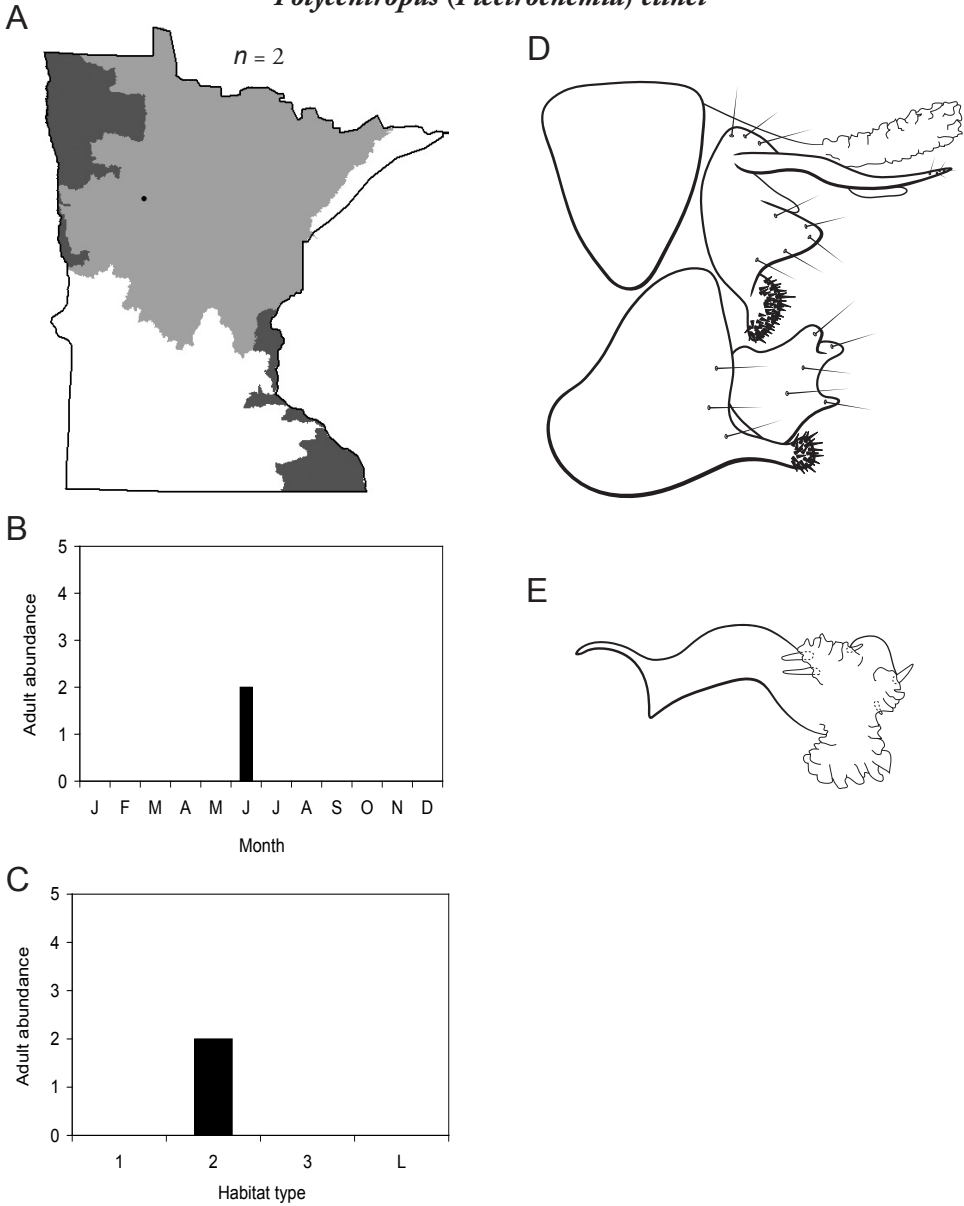 Polycentropus (Plectrocnemia) clinei
A
n = 2
D
B
5
4
3
2
1
0
Adult abundance
J F M A M J J A S O N D
Month
E
C
5
4
3
2
1
0
Adult abundance
1 2 3 L
Habitat type